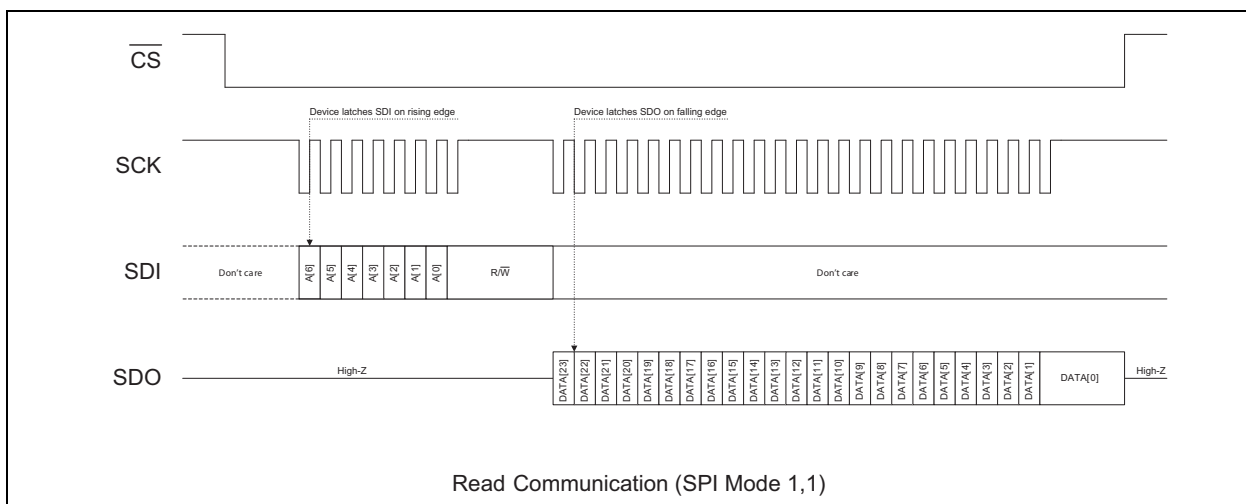 CS
Device latches SDI on rising edge
Device latches SDO on falling edge
SCK
SDI
Don't care
A[6]
A[5]
A[4]
A[3]
A[2]
A[1]
A[0]
R/W
Don't care
SDO
High-Z
DATA[23]
DATA[22]
DATA[21]
DATA[20]
DATA[19]
DATA[18]
DATA[17]
DATA[16]
DATA[15]
DATA[14]
DATA[13]
DATA[12]
DATA[11]
DATA[10]
DATA[9]
DATA[8]
DATA[7]
DATA[6]
DATA[5]
DATA[4]
DATA[3]
DATA[2]
DATA[1]
DATA[0]
High-Z
Read Communication (SPI Mode 1,1)